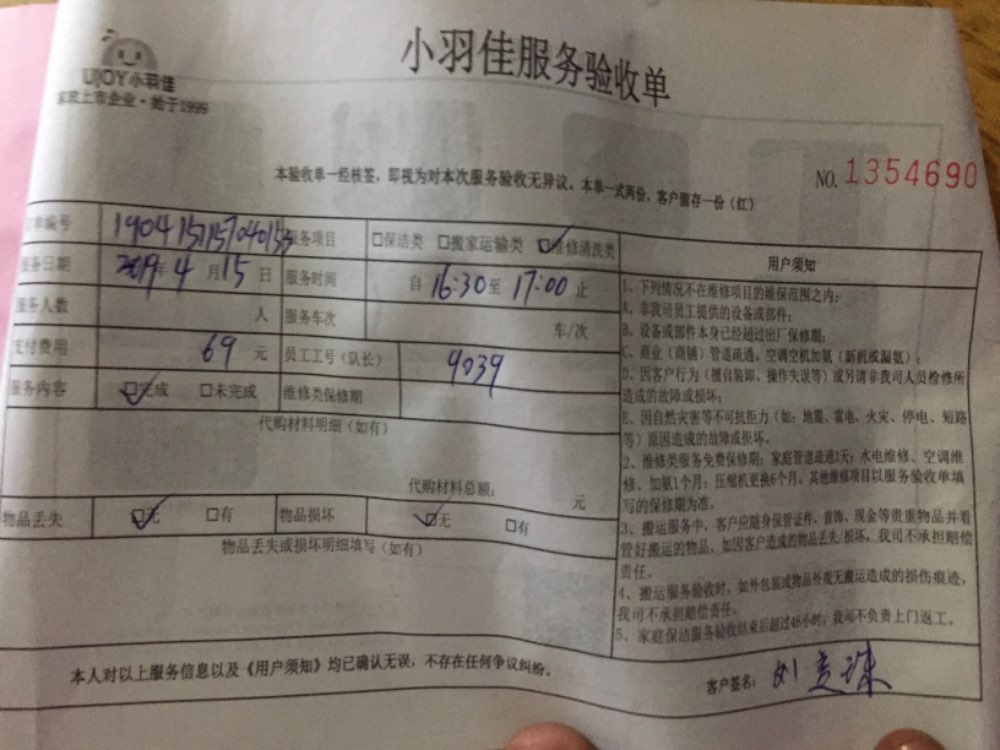 UJOY小羽佳
家政上市企业·始于1999
小羽佳服务验收单
本验收单一经核签,即视为对本次服务验收无异议。本单一式两份,客户留存一份(红)
NO. 1354690
订单编号 服务项目 保洁类 搬家运输类 维修清洗类
服务日期 2019年4月15日 服务时间 自16:30至17:00止
服务人数 人 服务车次 车/次
支付费用 69元 员工工号(队长) 9039
服务内容 完成 未完成 维修类保修期
代购材料明细(如有)
代购材料总额: 元
物品丢失 无 有 物品损坏 无 有
物品丢失或损坏明细填写(如有)
用户须知
1、下列情况不在维修项目的维保范围之内:
A、非我司员工提供的设备或部件;
B、设备或部件本身已经超过出厂保修期;
C、商业(商铺)管道疏通、空调空机加氨(新机或漏氨);
D、因客户行为(擅自装卸、操作失误等)或另请非我司人员检修所
造成的故障或损坏;
E、因自然灾害等不可抗拒力(如:地震、雷电、火灾、停电、短路
等)原因造成的故障或损坏。
2、维修类服务免费保修期:家庭管道疏通3天;水电维修、空调维
修、加氨1个月;压缩机更换6个月。其他维修项目以服务验收单填
写的保修期为准。
3、搬运服务中,客户应随身保管证件、首饰、现金等贵重物品并看
管好搬运的物品,如因客户造成的物品丢失/损坏,我司不承担赔偿
责任。
4、搬运服务验收时,如外包装或物品外观无搬运造成的损伤痕迹,
我司不承担赔偿责任。
5、家庭保洁服务验收结束后超过48小时,我司不负责上门返工。
本人对以上服务信息以及《用户须知》均已确认无误,不存在任何争议纠纷。
客户签名: